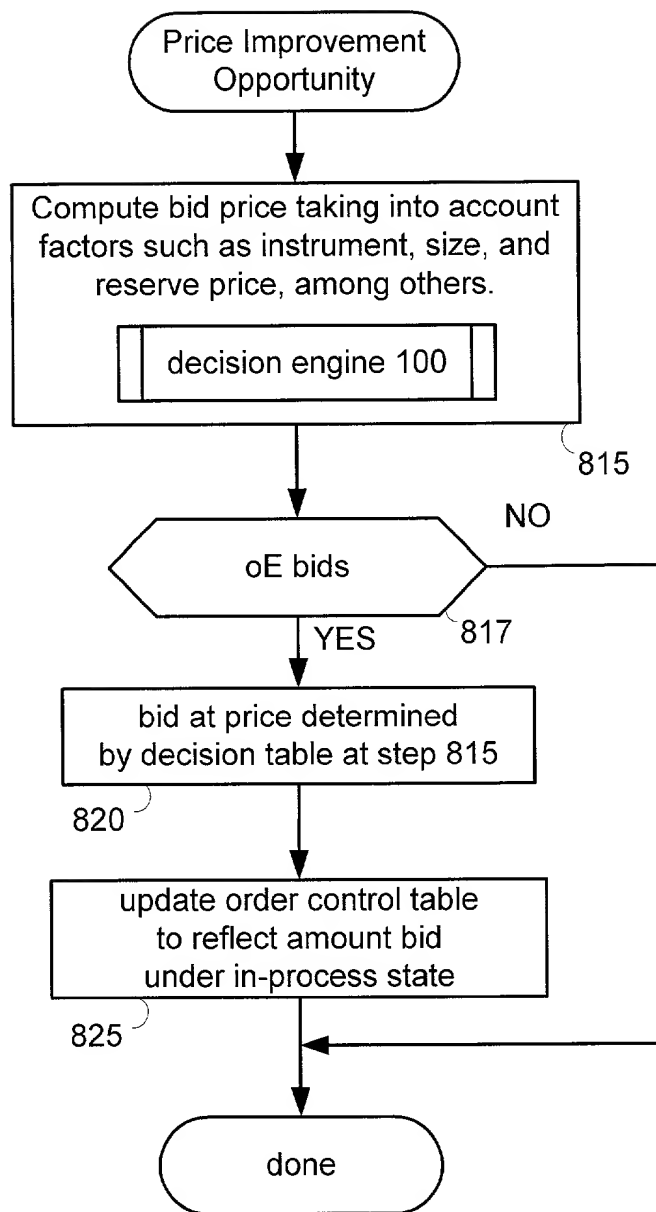 Price Improvement
Opportunity
Compute bid price taking into account
factors such as instrument, size, and
reserve price, among others.
decision engine 100
815
NO
oE bids
817
YES
bid at price determined
by decision table at step 815
820
update order control table
to reflect amount bid
under in-process state
825
done